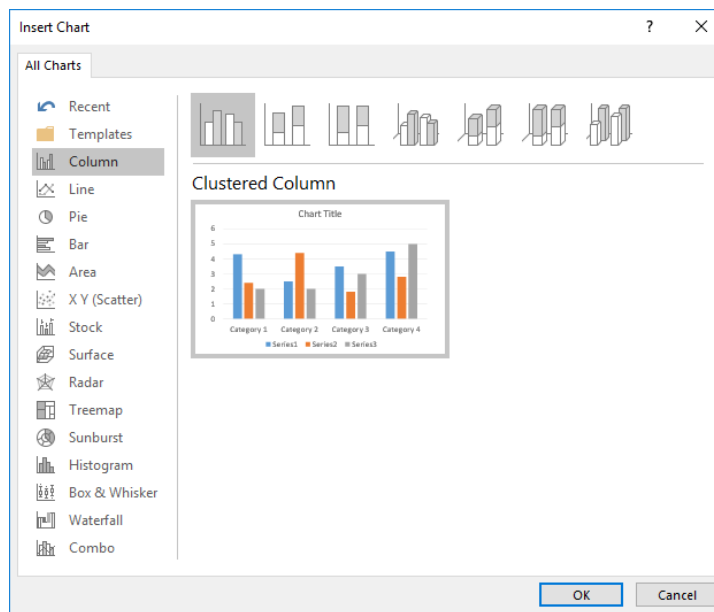 Insert Chart
?
All Charts
Recent
Templates
Column
Line
Pie
Bar
Area
X Y (Scatter)
Stock
Surface
Radar
Treemap
Sunburst
Histogram
Box & Whisker
Waterfall
Combo
Clustered Column
Chart Title
6
5
4
3
2
1
0
Category 1 Category 2 Category 3 Category 4
Series1 Series2 Series3
OK Cancel